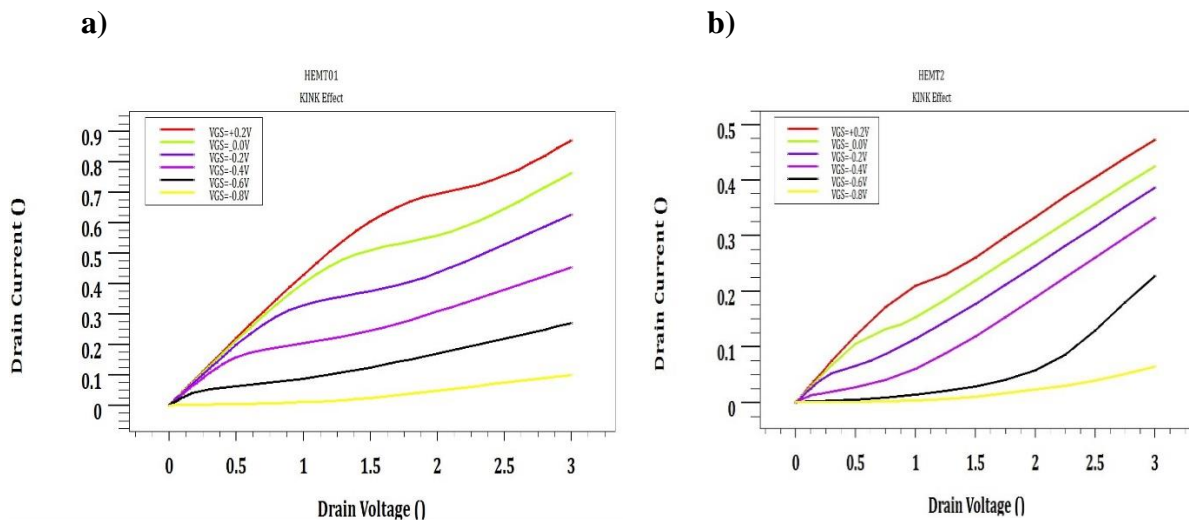 a)
HEMT01
KINK Effect
VGS=+0.2V
VGS=_0.0V
VGS=-0.2V
VGS=-0.4V
VGS=-0.6V
VGS=-0.8V
0.9
0.8
0.7
0.6
0.5
0.4
0.3
0.2
0.1
0
Drain Current ()
0 0.5 1 1.5 2 2.5 3
Drain Voltage ()
b)
HEMT2
KINK Effect
VGS=+0.2V
VGS=_0.0V
VGS=-0.2V
VGS=-0.4V
VGS=-0.6V
VGS=-0.8V
0.5
0.4
0.3
0.2
0.1
0
Drain Current ()
0 0.5 1 1.5 2 2.5 3
Drain Voltage ()